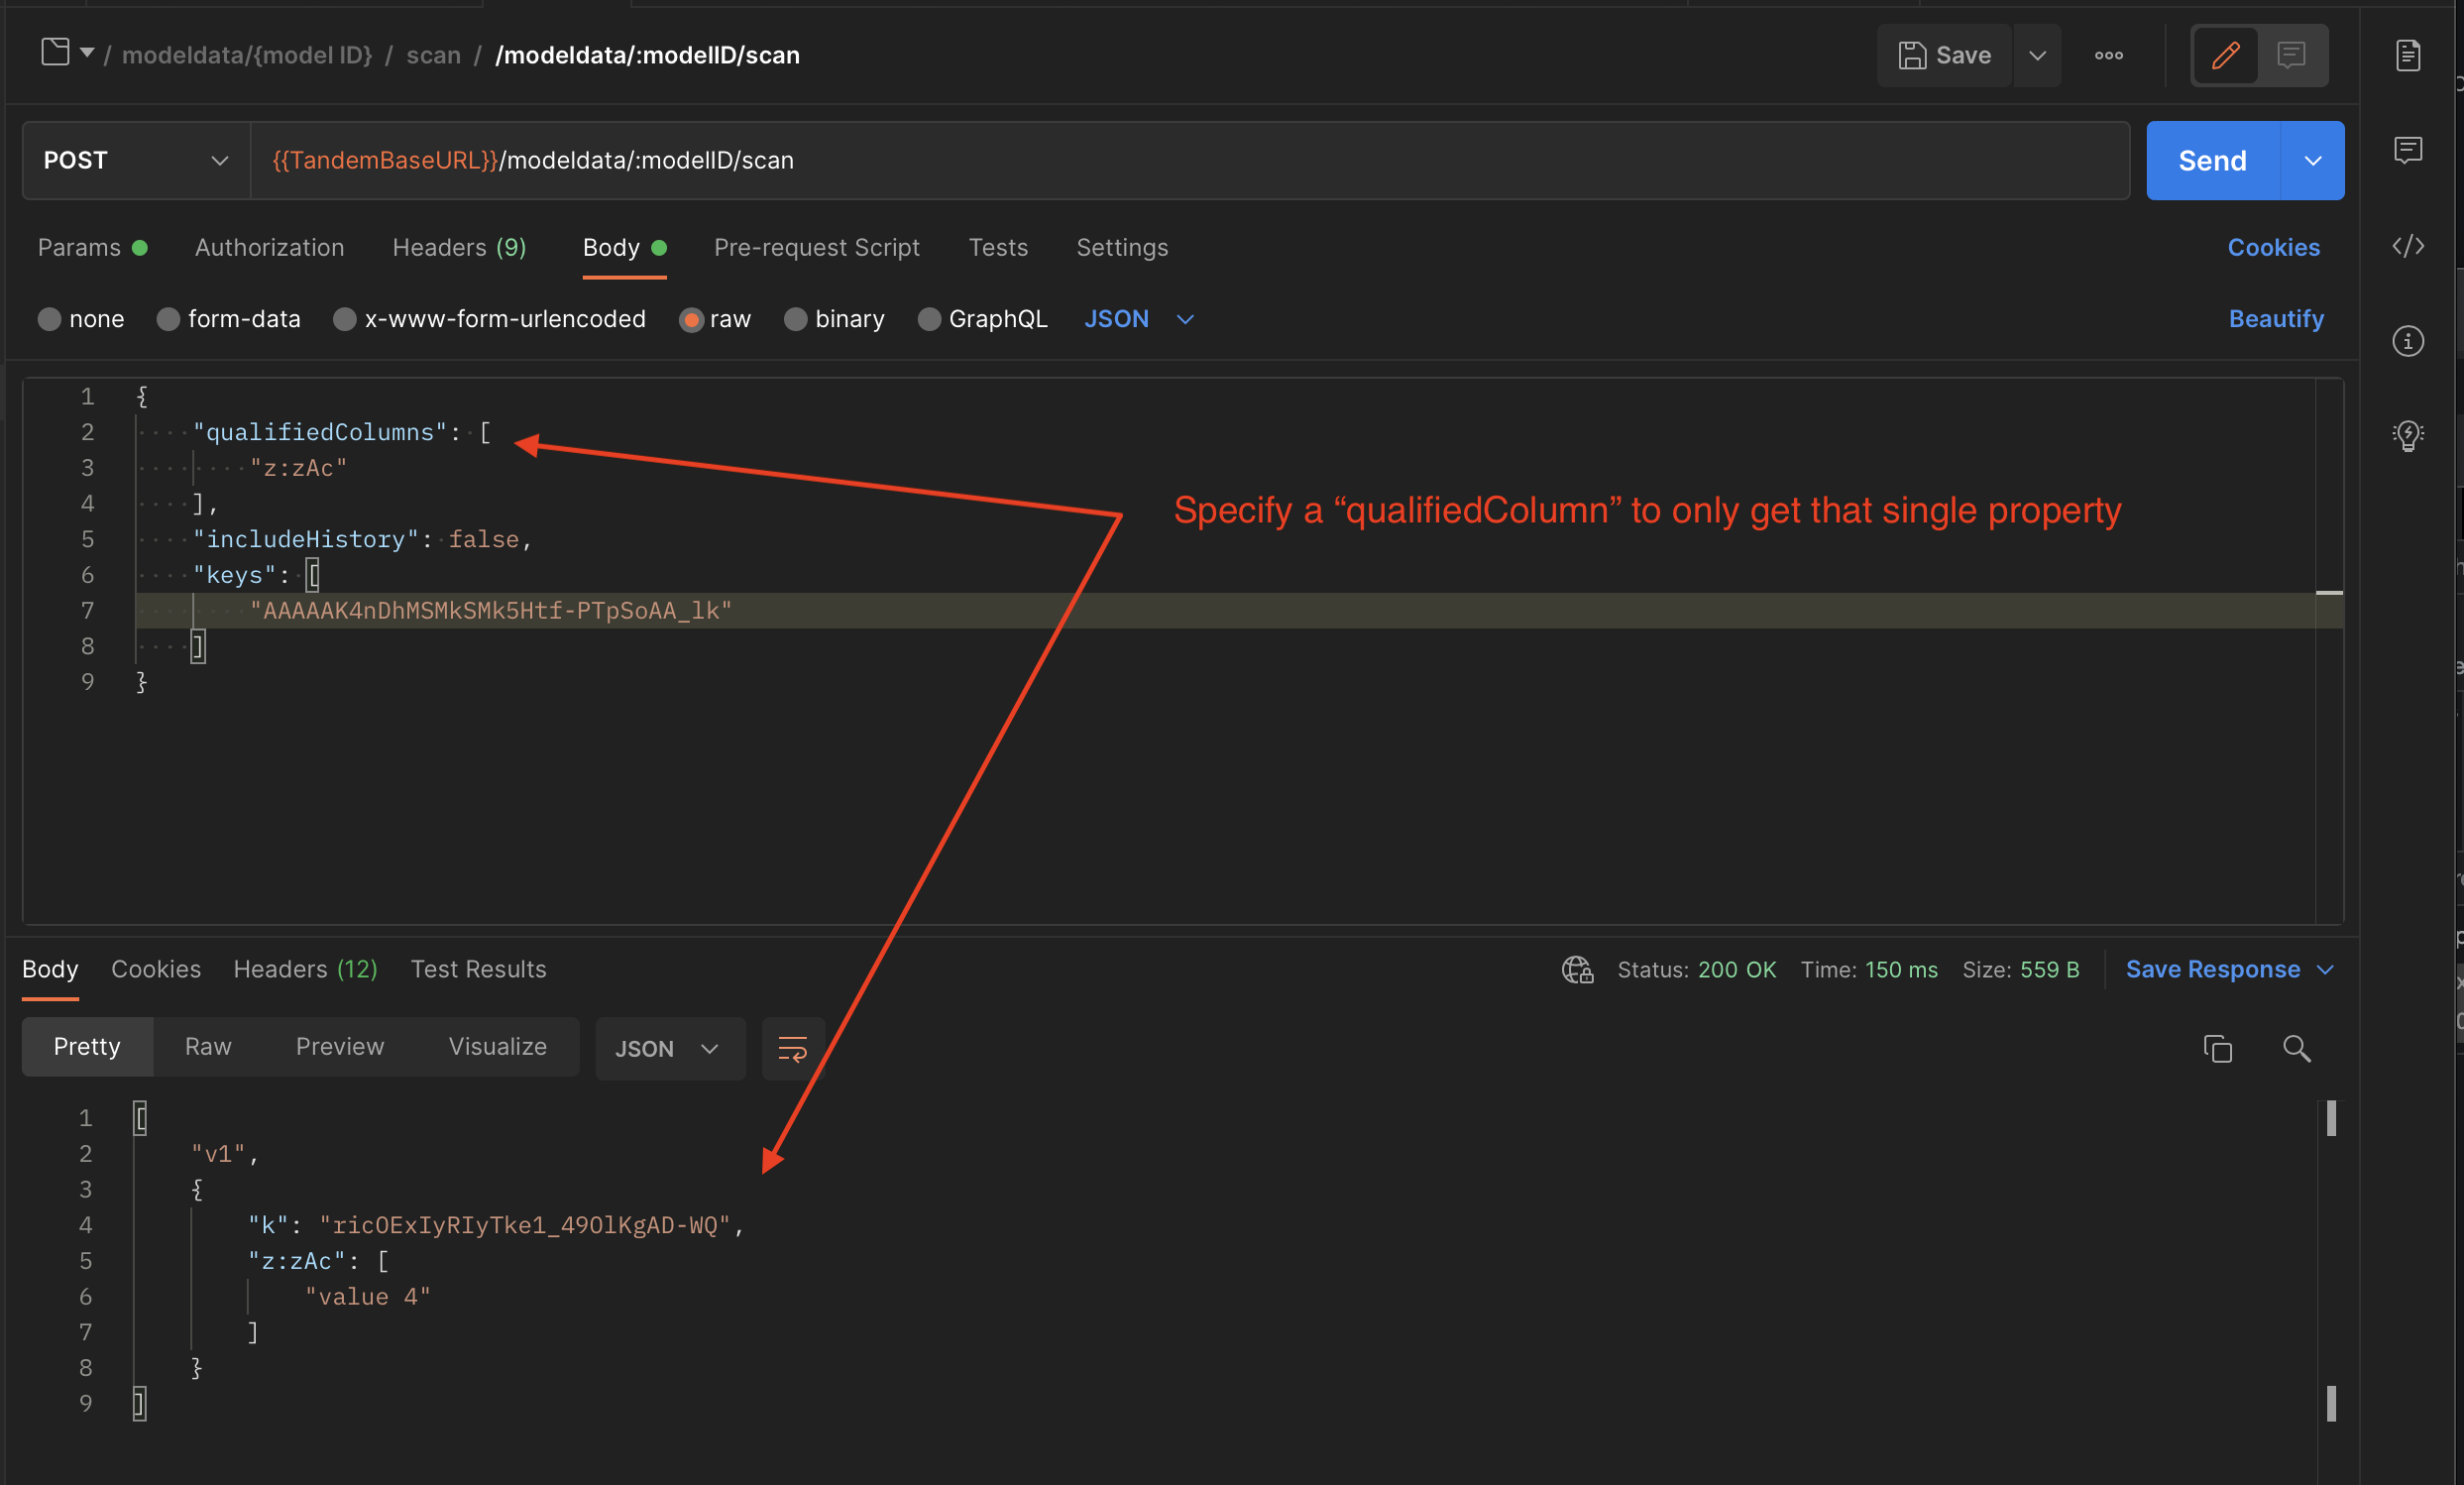 / modeldata/{model ID} / scan / /modeldata/:modelID/scan
Save
POST
{{TandemBaseURL}}/modeldata/:modelID/scan
Send
Params Authorization Headers (9) Body Pre-request Script Tests Settings Cookies
none form-data x-www-form-urlencoded raw binary GraphQL JSON Beautify
1 {
2 "qualifiedColumns": [
3 "z:zAc"
4 ],
5 "includeHistory": false,
6 "keys": [
7 "AAAAAK4nDhMSMkSMk5Htf-PTpSoAA_lk"
8 ]
9 }
Specify a “qualifiedColumn” to only get that single property
Body Cookies Headers (12) Test Results Status: 200 OK Time: 150 ms Size: 559 B Save Response
Pretty Raw Preview Visualize JSON
1 [
2 "v1",
3 {
4 "k": "ricOExIyRIyTke1_49OlKgAD-WQ",
5 "z:zAc": [
6 "value 4"
7 ]
8 }
9 ]